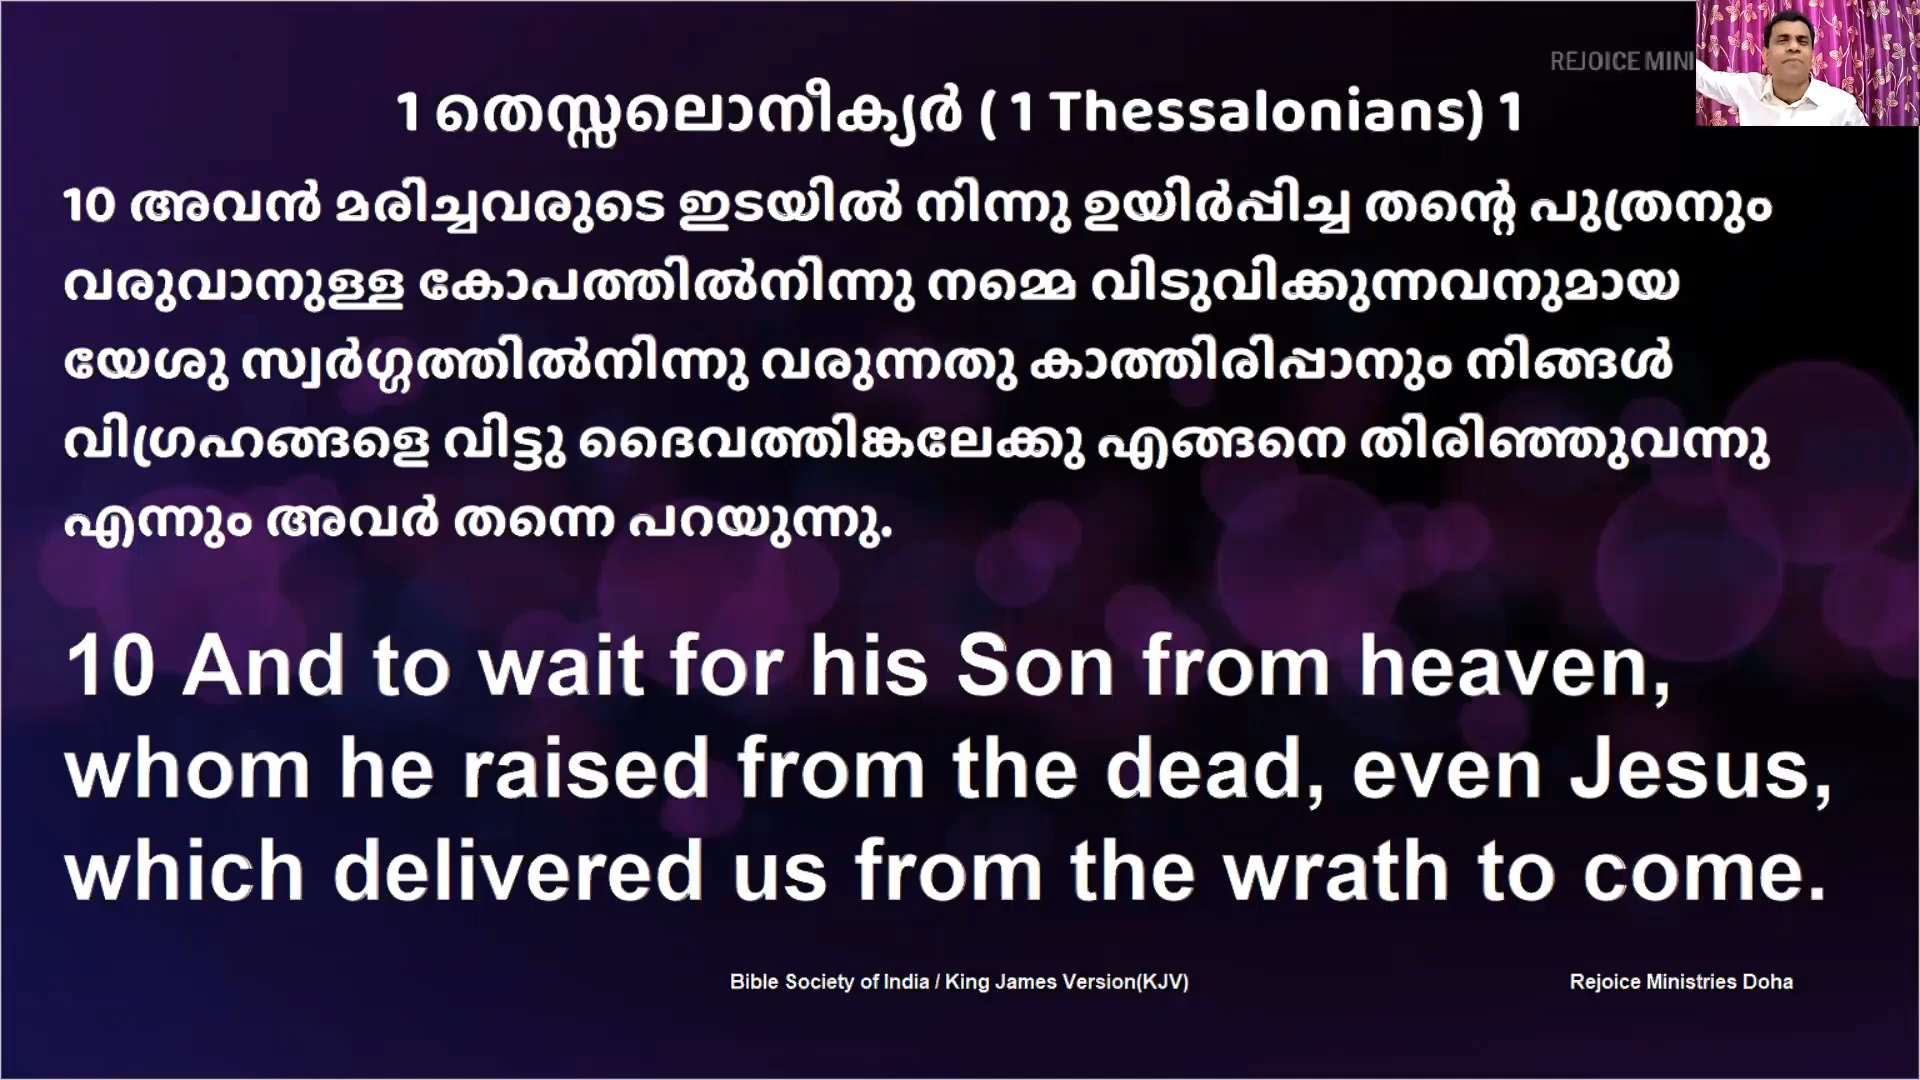 REJOICE MINI
1 തെസ്സലൊനീക്യർ ( 1 Thessalonians) 1
10 അവൻ മരിച്ചവരുടെ ഇടയിൽ നിന്നു ഉയിർപ്പിച്ച തന്റെ പുത്രനും
വരുവാനുള്ള കോപത്തിൽനിന്നു നമ്മെ വിടുവിക്കുന്നവനുമായ
യേശു സ്വർഗ്ഗത്തിൽനിന്നു വരുന്നതു കാത്തിരിപ്പാനും നിങ്ങൾ
വിഗ്രഹങ്ങളെ വിട്ടു ദൈവത്തിങ്കലേക്കു എങ്ങനെ തിരിഞ്ഞുവന്നു
എന്നും അവർ തന്നെ പറയുന്നു.
10 And to wait for his Son from heaven,
whom he raised from the dead, even Jesus,
which delivered us from the wrath to come.
Bible Society of India / King James Version(KJV)
Rejoice Ministries Doha